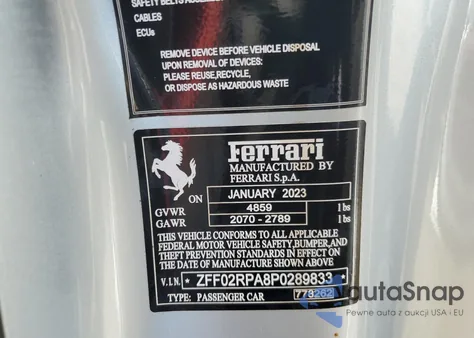 SAFETY BELTS ASSEMBL
CABLES
ECUs
REMOVE DEVICE BEFORE VEHICLE DISPOSAL
UPON REMOVAL OF DEVICES:
PLEASE REUSE,RECYCLE,
OR DISPOSE AS HAZARDOUS WASTE
Ferrari
MANUFACTURED BY
FERRARI S.p.A.
ON JANUARY 2023
GVWR 4859 lbs
GAWR 2070 - 2789 lbs
THIS VEHICLE CONFORMS TO ALL APPLICABLE
FEDERAL MOTOR VEHICLE SAFETY,BUMPER,AND
THEFT PREVENTION STANDARDS IN EFFECT ON
THE DATE OF MANUFACTURE SHOWN ABOVE
V.I.N. * ZFF02RPA8P0289833 *
TYPE: PASSENGER CAR 773262
AutaSnap
Pewne auta z aukcji USA i EU